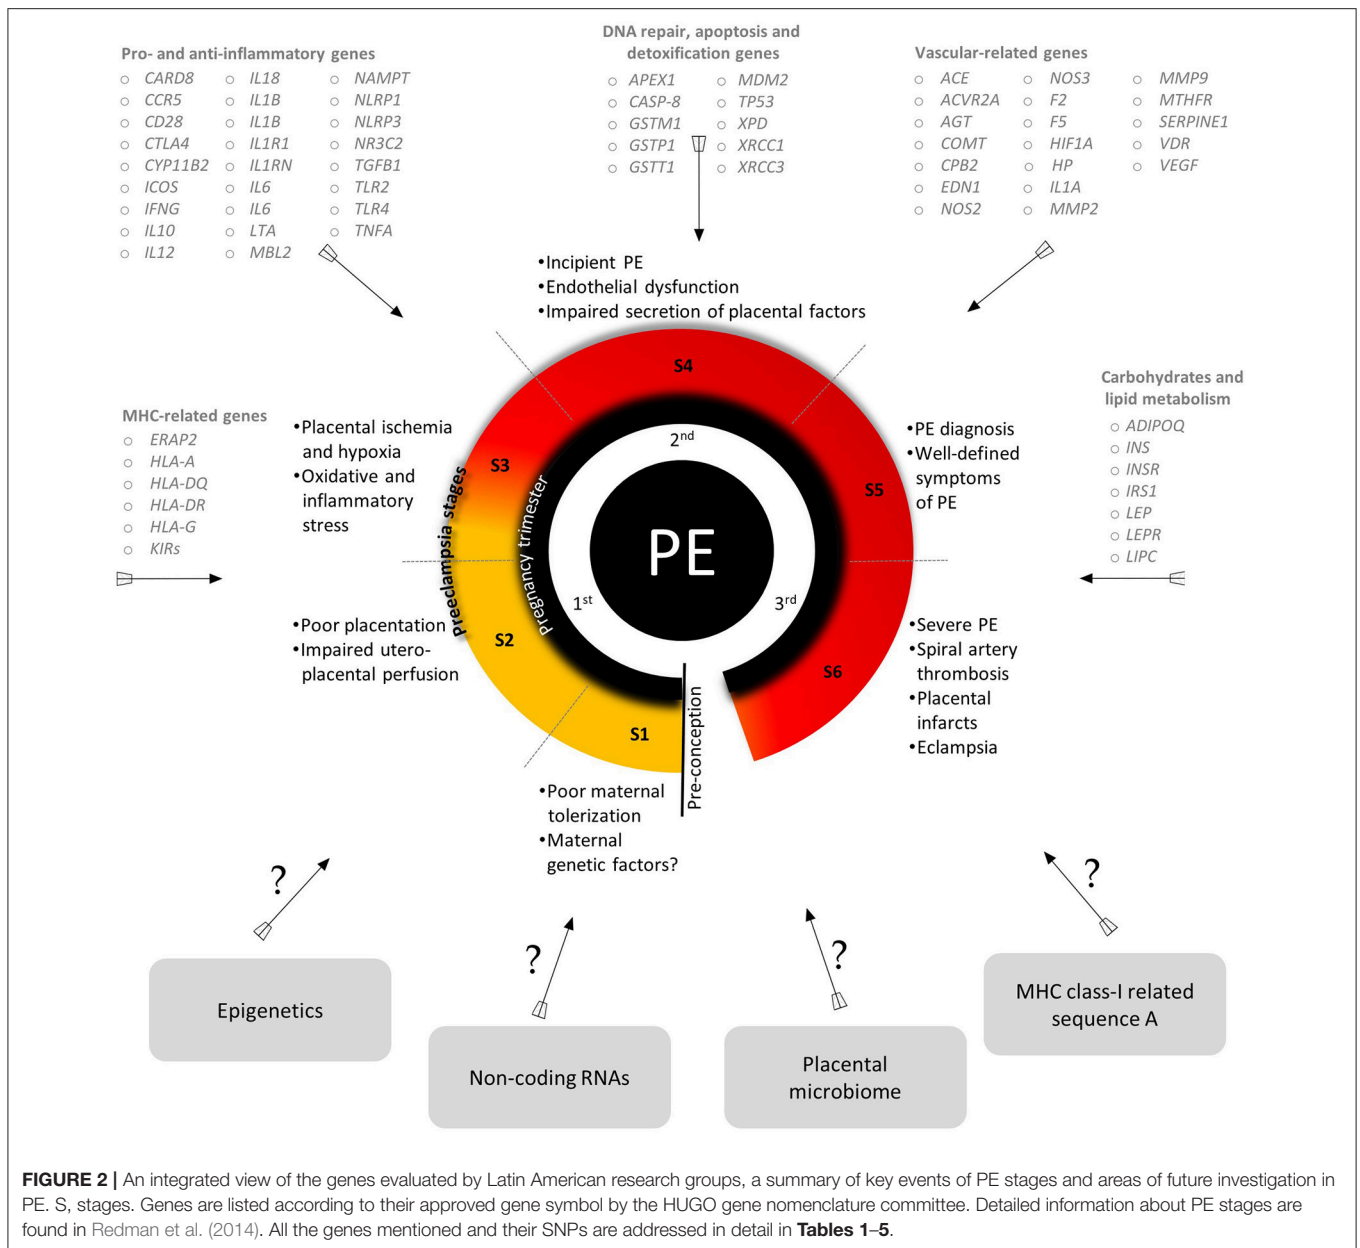 Pro- and anti-inflammatory genes
CARD8
CCR5
CD28
CTLA4
CYP11B2
ICOS
IFNG
IL10
IL12
IL18
IL1B
IL1B
IL1R1
IL1RN
IL6
IL6
LTA
MBL2
NAMPT
NLRP1
NLRP3
NR3C2
TGFB1
TLR2
TLR4
TNFA
DNA repair, apoptosis and
detoxification genes
APEX1
CASP-8
GSTM1
GSTP1
GSTT1
MDM2
TP53
XPD
XRCC1
XRCC3
Vascular-related genes
ACE
ACVR2A
AGT
COMT
CPB2
EDN1
NOS2
NOS3
F2
F5
HIF1A
HP
IL1A
MMP2
MMP9
MTHFR
SERPINE1
VDR
VEGF
•Incipient PE
•Endothelial dysfunction
•Impaired secretion of placental factors
MHC-related genes
ERAP2
HLA-A
HLA-DQ
HLA-DR
HLA-G
KIRs
•Placental ischemia
and hypoxia
•Oxidative and
inflammatory
stress
Carbohydrates and
lipid metabolism
ADIPOQ
INS
INSR
IRS1
LEP
LEPR
LIPC
•PE diagnosis
•Well-defined
symptoms
of PE
S4
S3
S5
S2
S6
S1
Preeclampsia stages
Pregnancy trimester
2nd
1st
3rd
PE
Pre-conception
•Poor placentation
•Impaired utero-
placental perfusion
•Severe PE
•Spiral artery
thrombosis
•Placental
infarcts
•Eclampsia
•Poor maternal
tolerization
•Maternal
genetic factors?
?
?
?
?
Epigenetics
Non-coding RNAs
Placental
microbiome
MHC class-I related
sequence A
FIGURE 2 | An integrated view of the genes evaluated by Latin American research groups, a summary of key events of PE stages and areas of future investigation in
PE. S, stages. Genes are listed according to their approved gene symbol by the HUGO gene nomenclature committee. Detailed information about PE stages are
found in Redman et al. (2014). All the genes mentioned and their SNPs are addressed in detail in Tables 1–5.